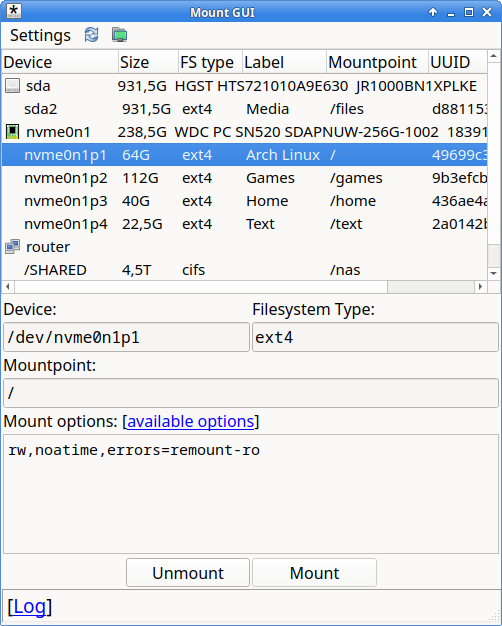 Mount GUI
Settings
Device Size FS type Label Mountpoint UUID
sda 931,5G HGST HTS721010A9E630 JR1000BN1XPLKE
sda2 931,5G ext4 Media /files d881153
nvme0n1 238,5G WDC PC SN520 SDAPNUW-256G-1002 18391
nvme0n1p1 64G ext4 Arch Linux / 49699c3
nvme0n1p2 112G ext4 Games /games 9b3efcb
nvme0n1p3 40G ext4 Home /home 436ae4a
nvme0n1p4 22,5G ext4 Text /text 2a0142b
router
/SHARED 4,5T cifs /nas
Device: Filesystem Type:
/dev/nvme0n1p1 ext4
Mountpoint:
/
Mount options: [available options]
rw,noatime,errors=remount-ro
Unmount Mount
[Log]